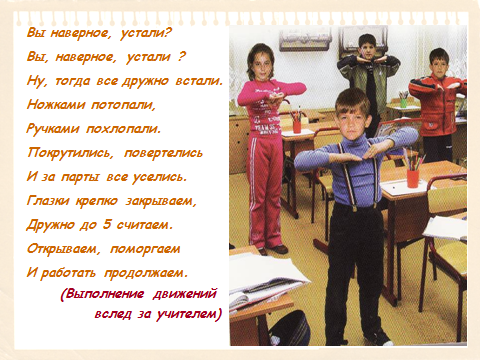 Вы наверное, устали?
Вы, наверное, устали ?
Ну, тогда все дружно встали.
Ножками потопали,
Ручками похлопали.
Покрутились, повертелись
И за парты все уселись.
Глазки крепко закрываем,
Дружно до 5 считаем.
Открываем, поморгаем
И работать продолжаем.
(Выполнение движений
вслед за учителем)